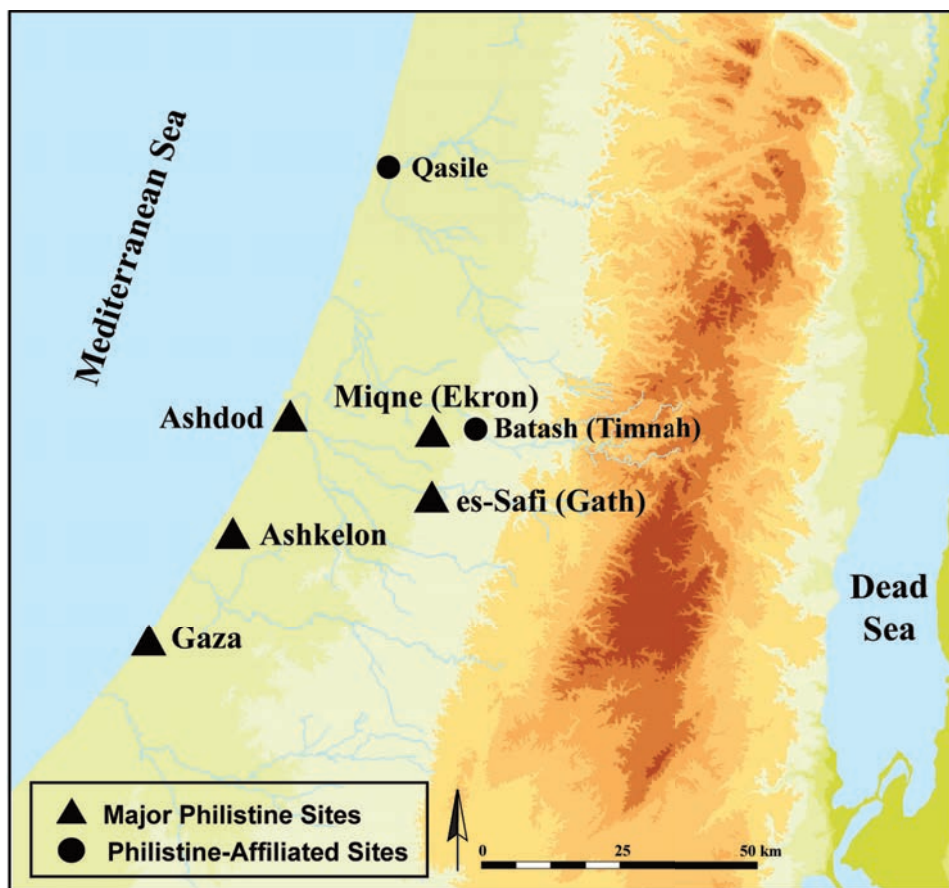 Mediterranean Sea
Qasile
Miqne (Ekron)
Ashdod
Batash (Timnah)
es-Safi (Gath)
Ashkelon
Dead
Sea
Gaza
Major Philistine Sites
Philistine-Affiliated Sites
0 25 50 km